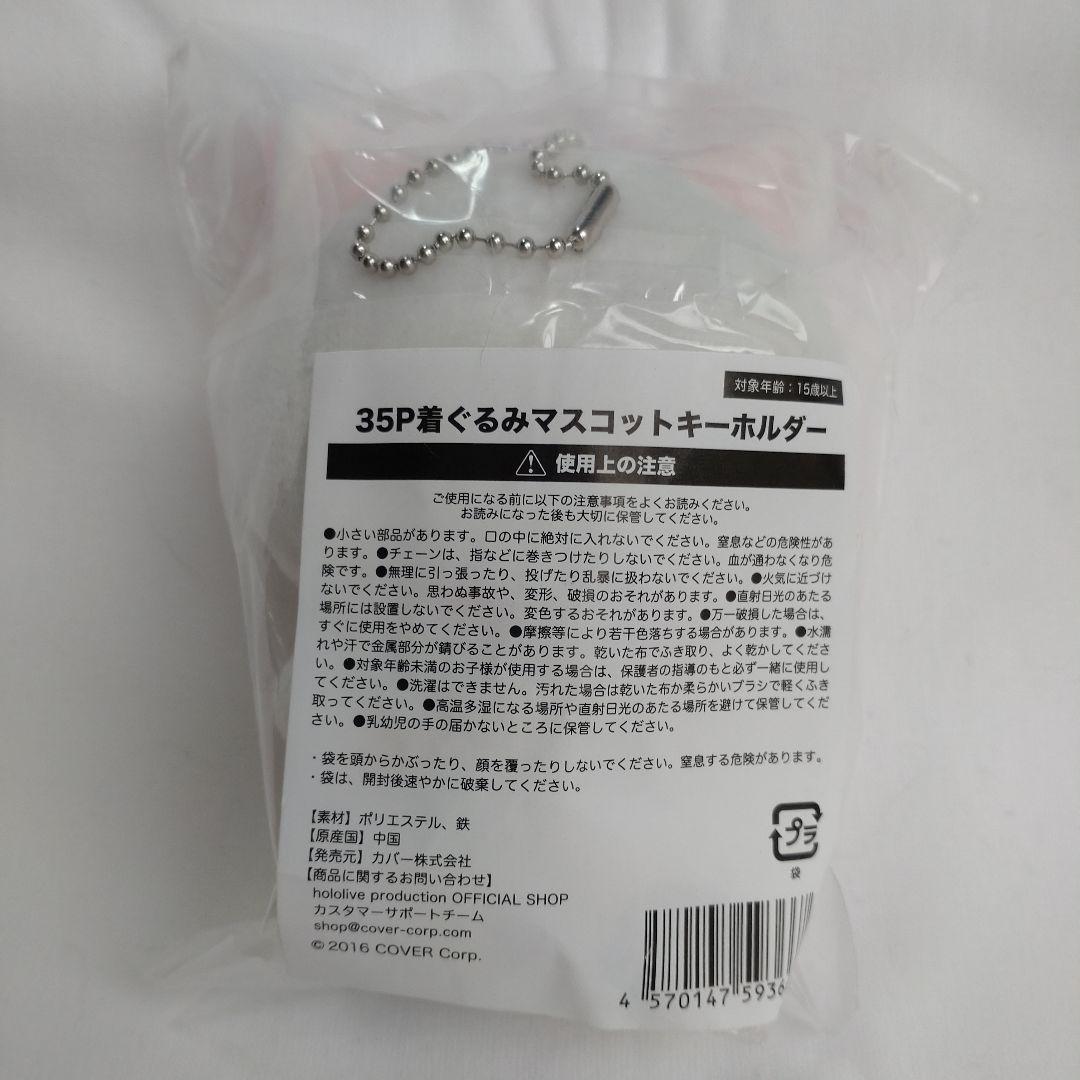 対象年齢：15歳以上
35P着ぐるみマスコットキーホルダー
使用上の注意
ご使用になる前に以下の注意事項をよくお読みください。
お読みになった後も大切に保管してください。
●小さい部品があります。口の中に絶対に入れないでください。窒息などの危険性があ
ります。●チェーンは、指などに巻きつけたりしないでください。血が通わなくなり危
険です。●無理に引っ張ったり、投げたり乱暴に扱わないでください。●火気に近づけ
ないでください。思わぬ事故や、変形、破損のおそれがあります。●直射日光のあたる
場所には設置しないでください。変色するおそれがあります。●万一破損した場合は、
すぐに使用をやめてください。●摩擦等により若干色落ちする場合があります。●水濡
れや汗で金属部分が錆びることがあります。乾いた布でふき取り、よく乾かしてくださ
い。●対象年齢未満のお子様が使用する場合は、保護者の指導のもと必ず一緒に使用し
てください。●洗濯はできません。汚れた場合は乾いた布か柔らかいブラシで軽くふき
取ってください。●高温多湿になる場所や直射日光のあたる場所を避けて保管してくだ
さい。●乳幼児の手の届かないところに保管してください。
・袋を頭からかぶったり、顔を覆ったりしないでください。窒息する危険があります。
・袋は、開封後速やかに破棄してください。
【素材】ポリエステル、鉄
【原産国】中国
【発売元】カバー株式会社
【商品に関するお問い合わせ】
hololive production OFFICIAL SHOP
カスタマーサポートチーム
shop@cover-corp.com
© 2016 COVER Corp.
プラ
袋
4 570147 5936